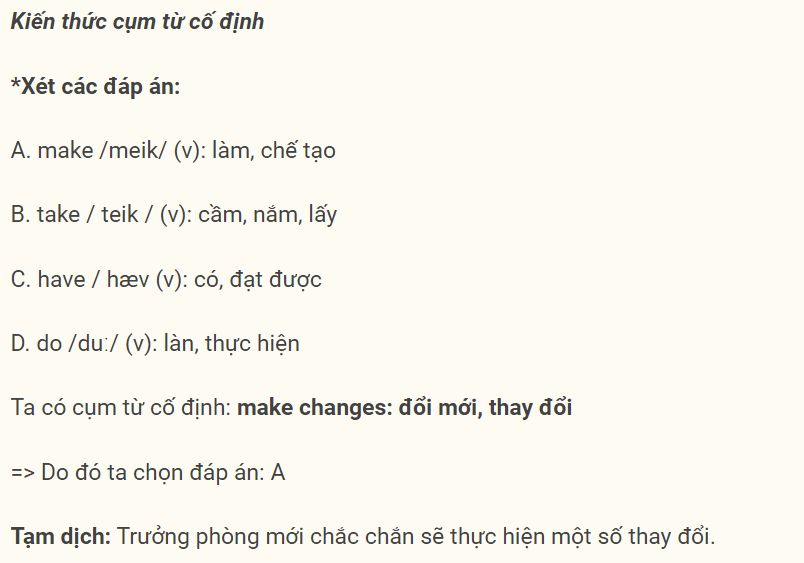 Kiến thức cụm từ cố định
*Xét các đáp án:
A. make /meik/ (v): làm, chế tạo
B. take / teik / (v): cầm, nắm, lấy
C. have / hæv (v): có, đạt được
D. do /duː/ (v): làn, thực hiện
Ta có cụm từ cố định: make changes: đổi mới, thay đổi
=> Do đó ta chọn đáp án: A
Tạm dịch: Trưởng phòng mới chắc chắn sẽ thực hiện một số thay đổi.